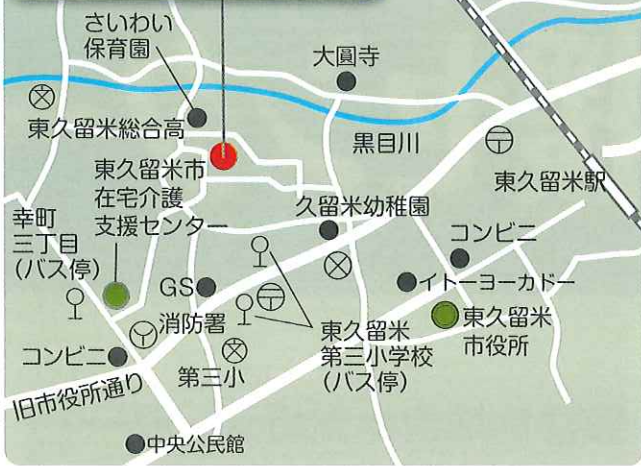 さいわい
保育園
大圓寺
東久留米総合高
黒目川
東久留米駅
東久留米市
在宅介護
支援センター
幸町
三丁目
(バス停)
久留米幼稚園
コンビニ
GS
イトーヨーカドー
消防署
東久留米
市役所
東久留米
第三小学校
(バス停)
コンビニ
第三小
旧市役所通り
中央公民館